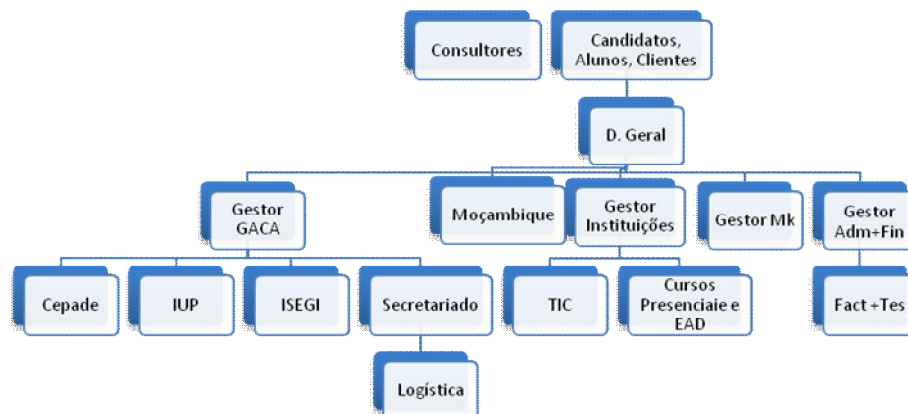 Consultores
Candidatos,
Alunos, Clientes
D. Geral
Gestor
GACA
Moçambique
Gestor
Instituições
Gestor Mk
Gestor
Adm+Fin
Cepade
IUP
ISEGI
Secretariado
TIC
Cursos
Presenciaie e
EAD
Fact +Tes
Logística